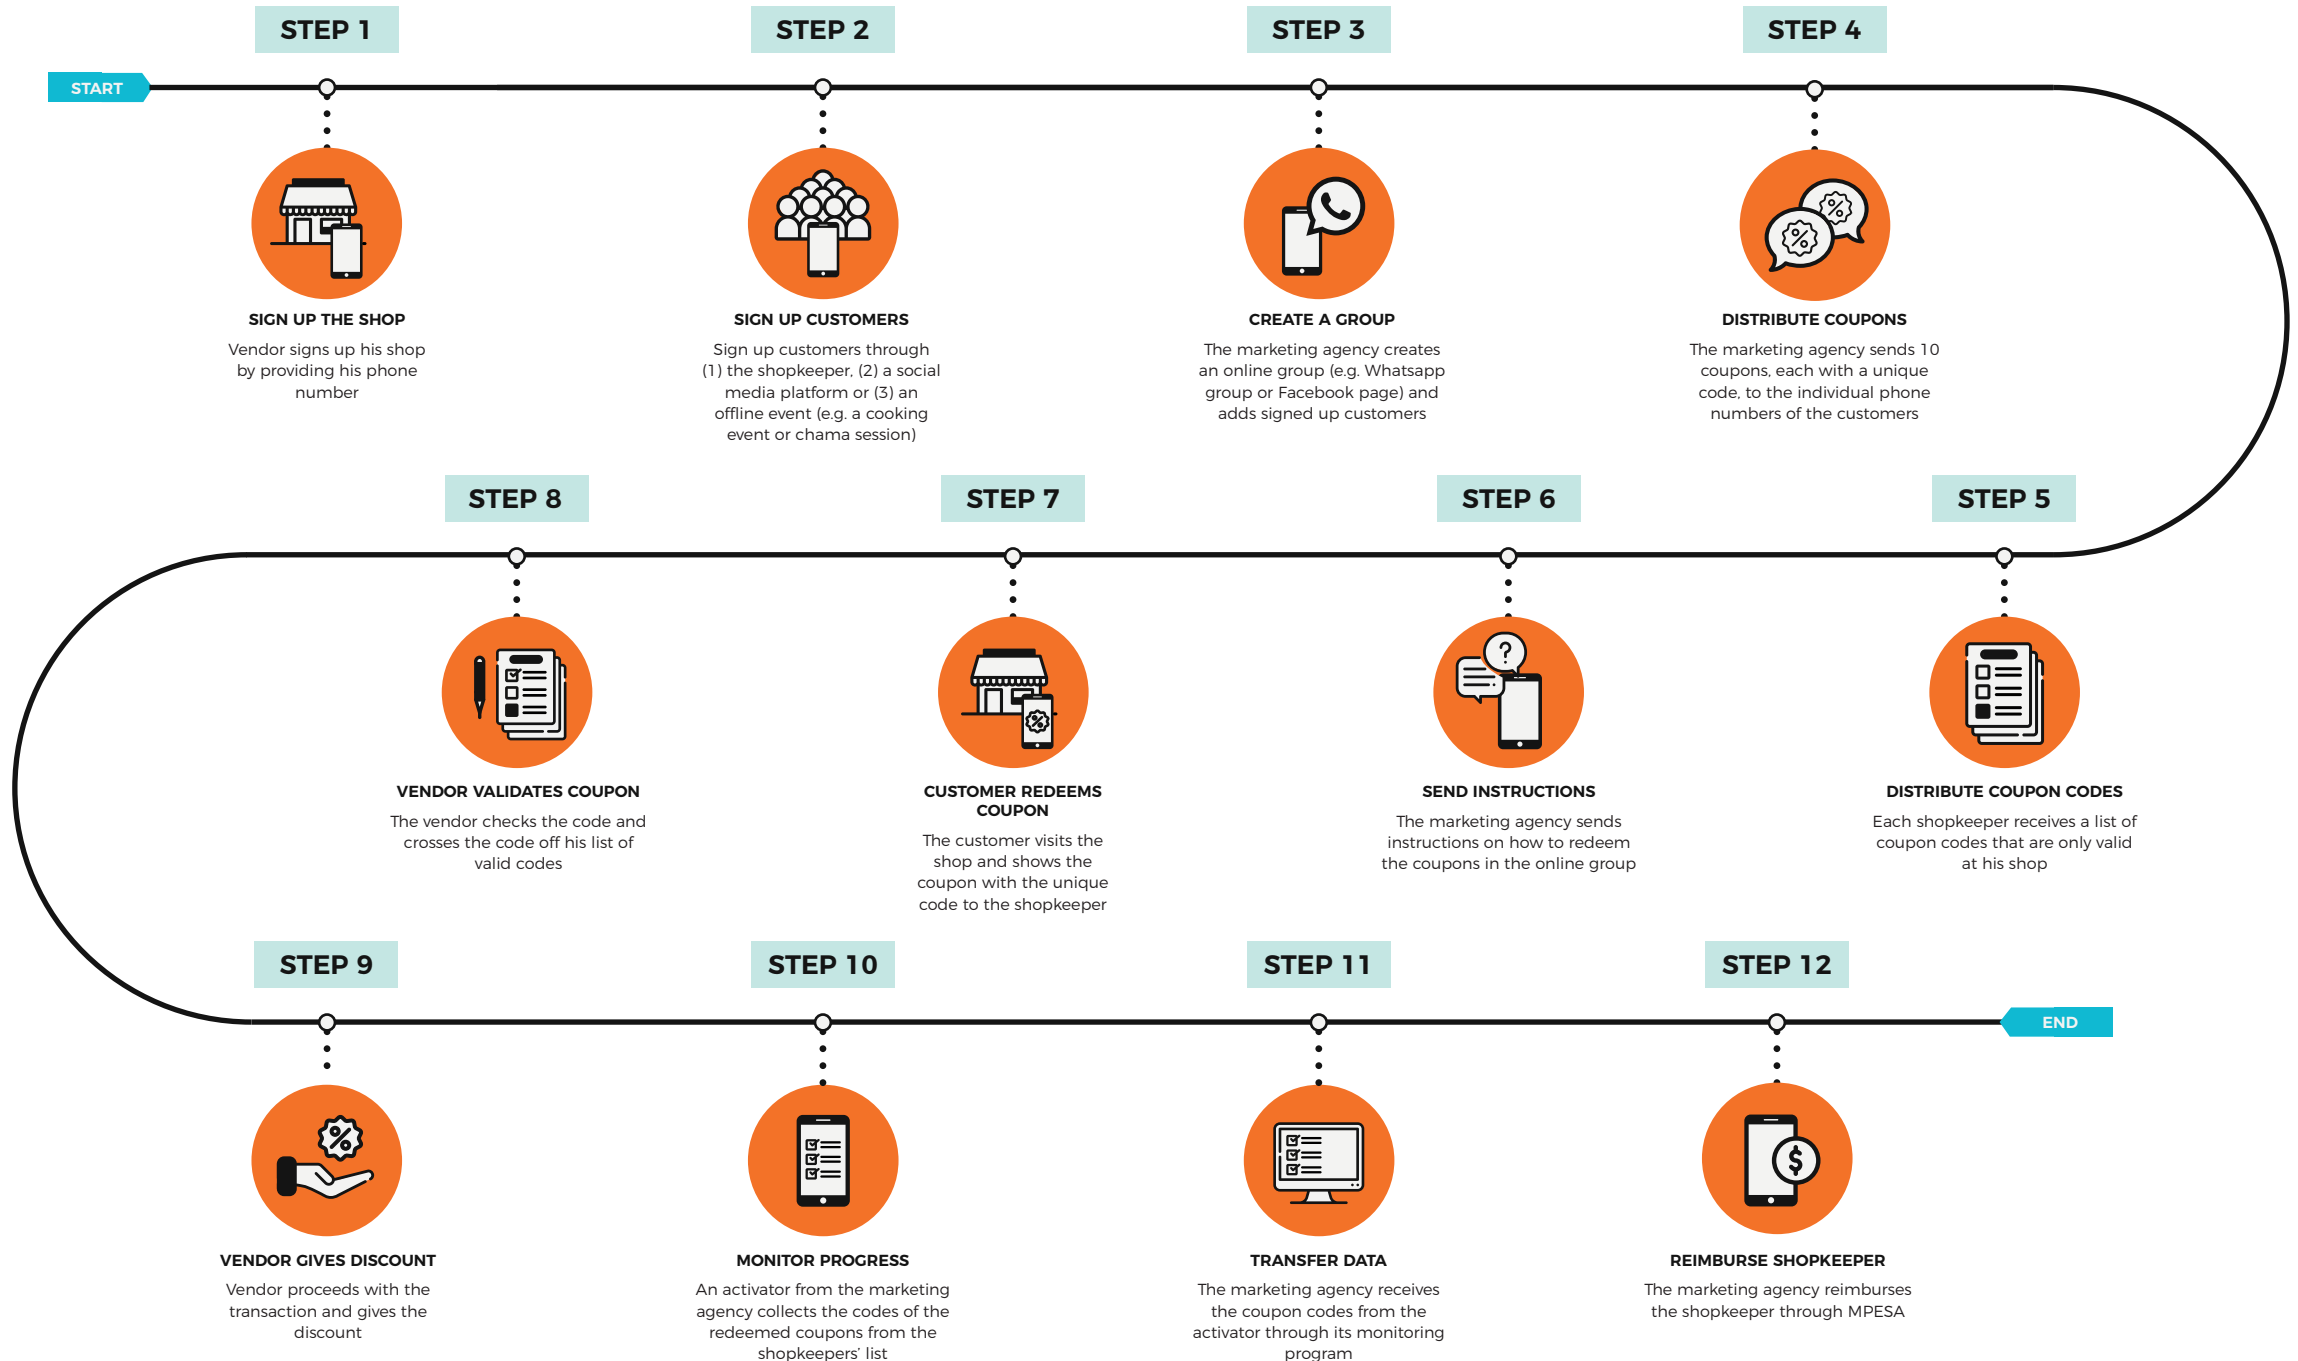 STEP 1
STEP 2
STEP 3
STEP 4
START
SIGN UP THE SHOP
Vendor signs up his shop
by providing his phone
number
SIGN UP CUSTOMERS
Sign up customers through
(1) the shopkeeper, (2) a social
media platform or (3) an
offline event (e.g. a cooking
event or chama session)
CREATE A GROUP
The marketing agency creates
an online group (e.g. Whatsapp
group or Facebook page) and
adds signed up customers
DISTRIBUTE COUPONS
The marketing agency sends 10
coupons, each with a unique
code, to the individual phone
numbers of the customers
STEP 5
DISTRIBUTE COUPON CODES
Each shopkeeper receives a list of
coupon codes that are only valid
at his shop
STEP 6
SEND INSTRUCTIONS
The marketing agency sends
instructions on how to redeem
the coupons in the online group
STEP 7
CUSTOMER REDEEMS
COUPON
The customer visits the
shop and shows the
coupon with the unique
code to the shopkeeper
STEP 8
VENDOR VALIDATES COUPON
The vendor checks the code and
crosses the code off his list of
valid codes
STEP 9
VENDOR GIVES DISCOUNT
Vendor proceeds with the
transaction and gives the
discount
STEP 10
MONITOR PROGRESS
An activator from the marketing
agency collects the codes of the
redeemed coupons from the
shopkeepers' list
STEP 11
TRANSFER DATA
The marketing agency receives
the coupon codes from the
activator through its monitoring
program
STEP 12
REIMBURSE SHOPKEEPER
The marketing agency reimburses
the shopkeeper through MPESA
END